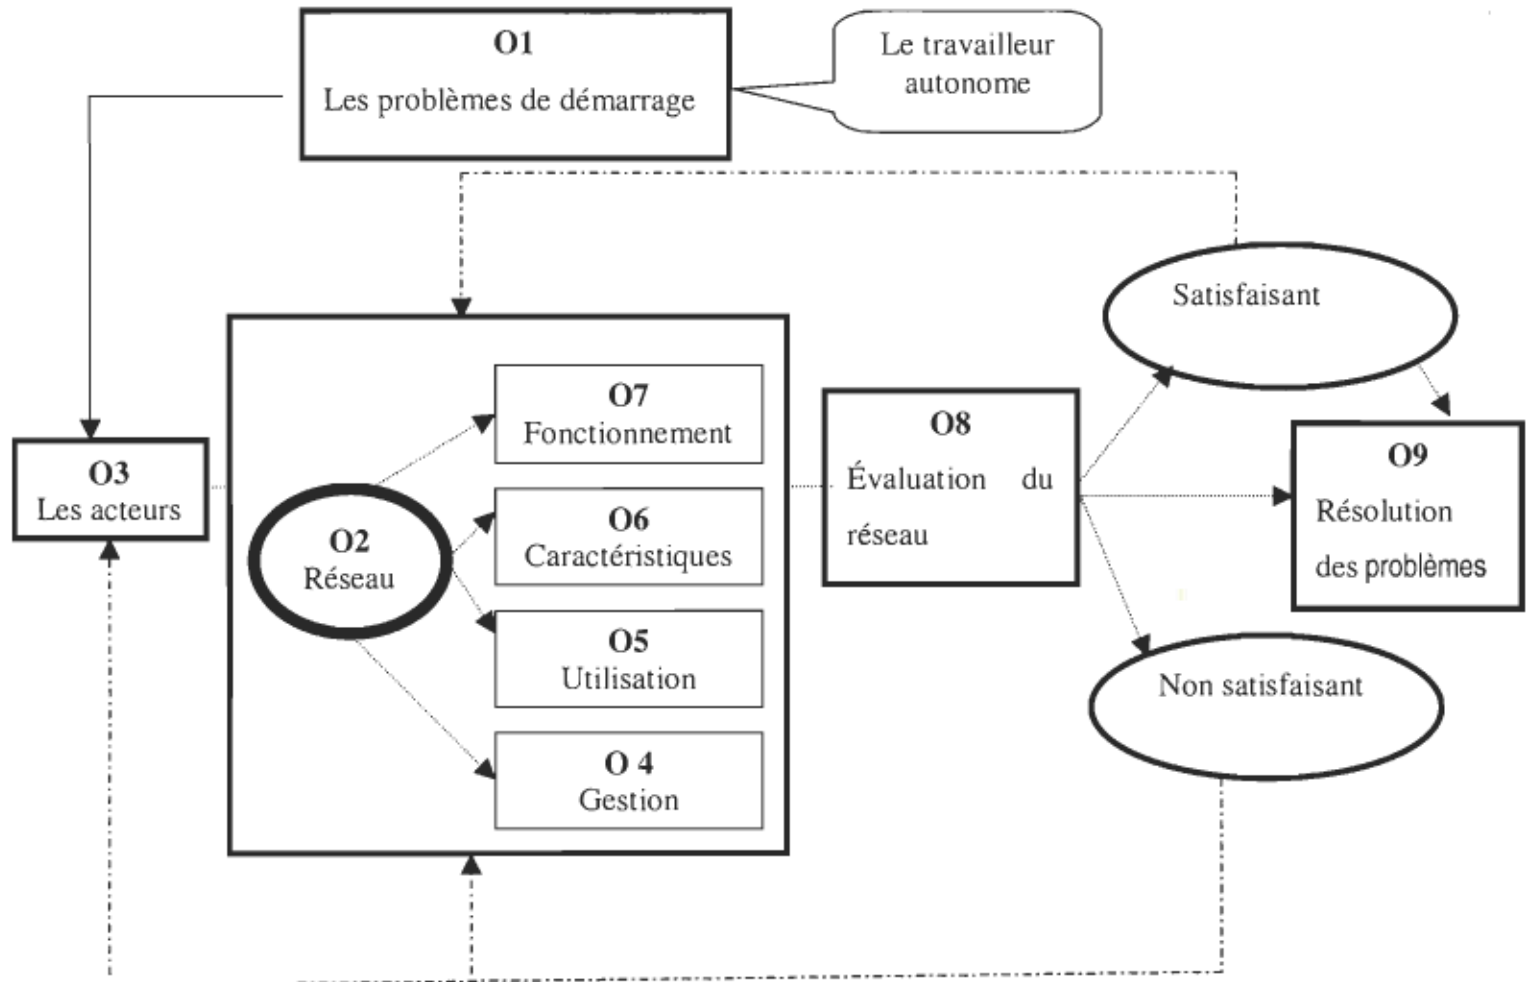 O1
Les problèmes de démarrage
Le travailleur
autonome
Satisfaisant
O7
Fonctionnement
O3
Les acteurs
O2
Réseau
O6
Caractéristiques
O5
Utilisation
O 4
Gestion
O8
Évaluation du
réseau
O9
Résolution
des problèmes
Non satisfaisant